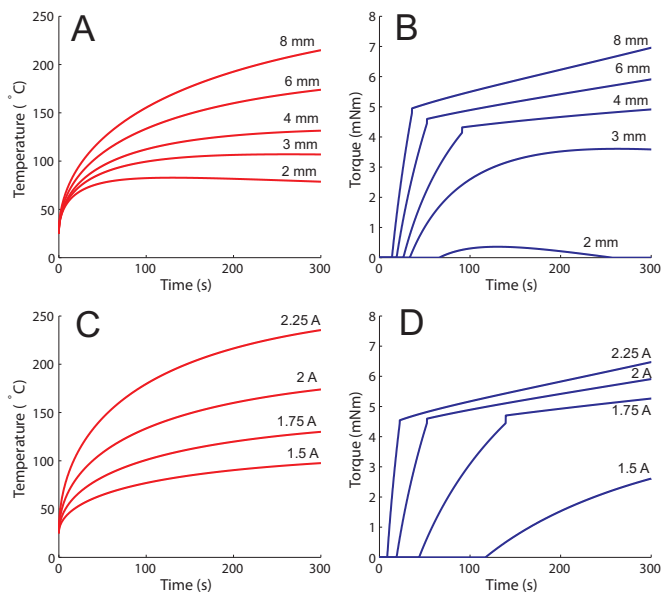 A
Temperature ( °C)
250
200
150
100
50
0
0
100
200
300
Time (s)
8 mm
6 mm
4 mm
3 mm
2 mm
B
Torque (mNm)
8
7
6
5
4
3
2
1
0
0
100
200
300
Time (s)
8 mm
6 mm
4 mm
3 mm
2 mm
C
Temperature ( °C)
250
200
150
100
50
0
0
100
200
300
Time (s)
2.25 A
2 A
1.75 A
1.5 A
D
Torque (mNm)
8
7
6
5
4
3
2
1
0
0
100
200
300
Time (s)
2.25 A
2 A
1.75 A
1.5 A